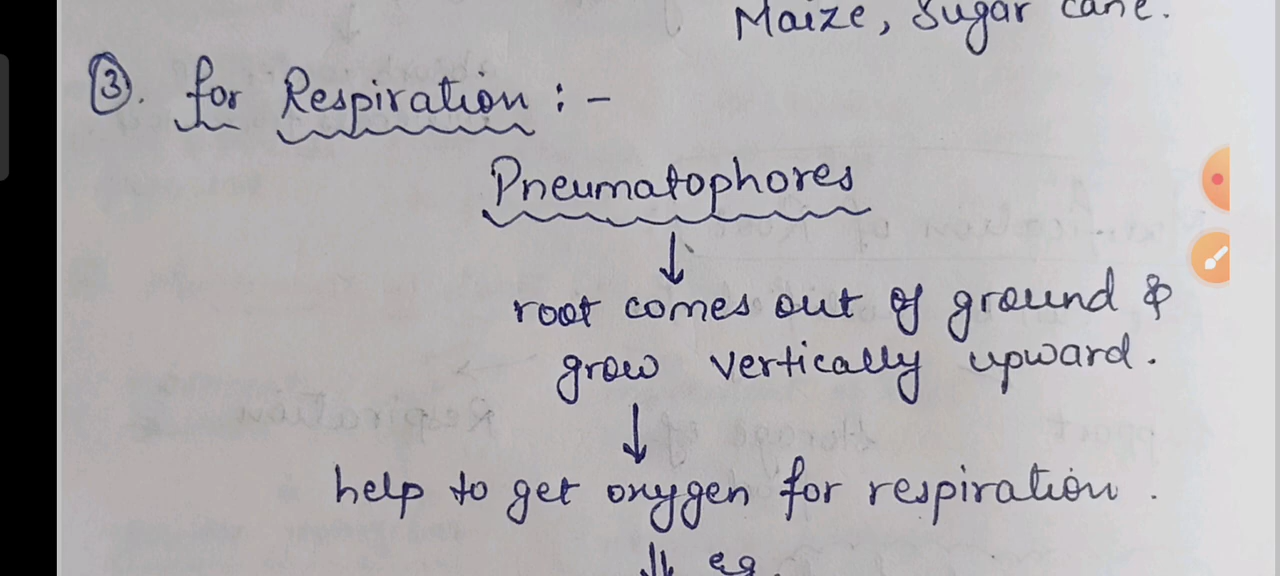 Maize, Sugar cane.
③. for Respiration : -
Pneumatophores
↓
root comes out of ground &
grow vertically upward.
↓
help to get oxygen for respiration .
⇓ eg.